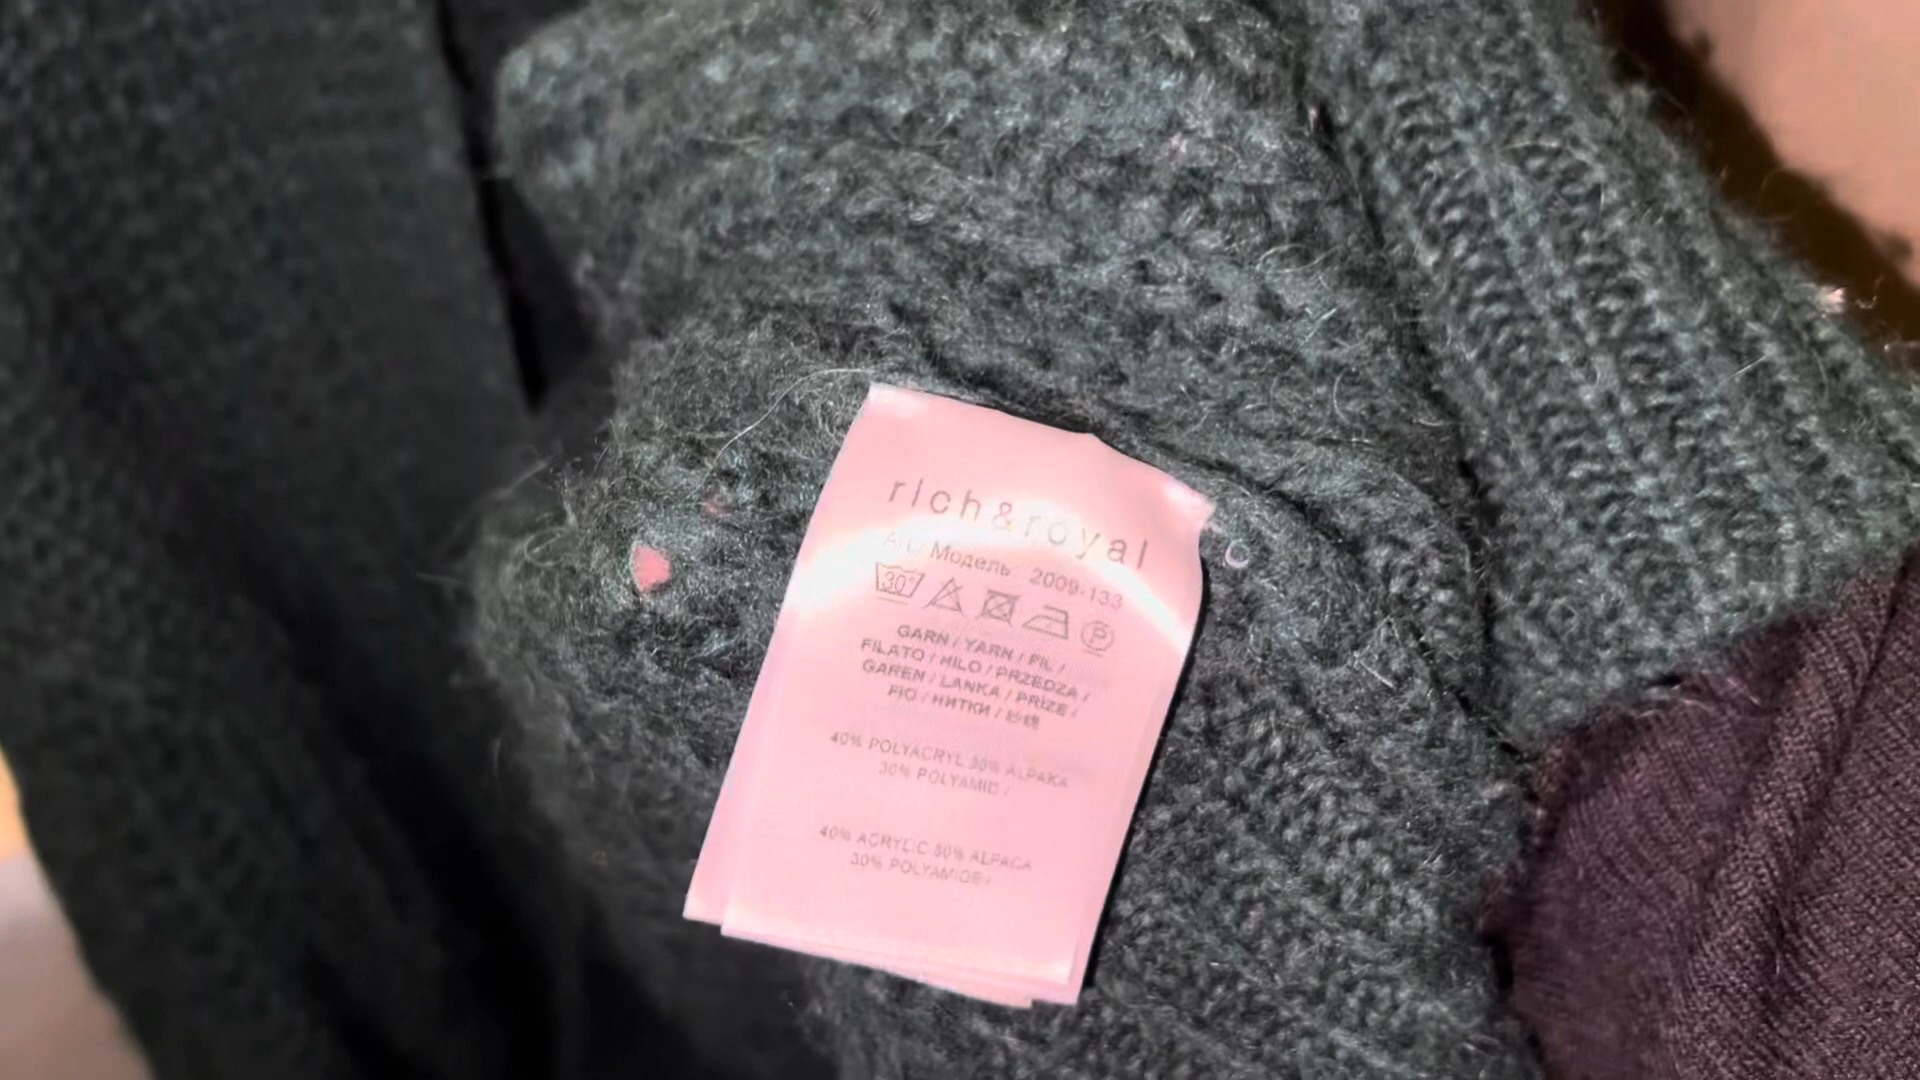 rich&royal
Art./ Модель: 2009-133
30°
P
GARN / YARN / FIL /
FILATO / HILO / PRZEDZA /
GAREN / LANKA / PRIZE /
FIO / НИТКИ /
40% POLYACRYL 30% ALPAKA
30% POLYAMID /
40% ACRYLIC 30% ALPACA
30% POLYAMIDE /